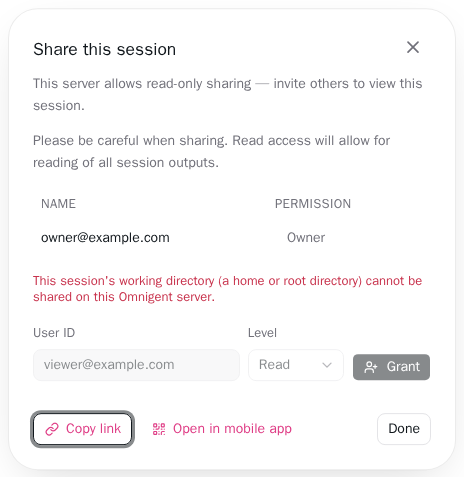 Share this session
This server allows read-only sharing — invite others to view this
session.
Please be careful when sharing. Read access will allow for
reading of all session outputs.
NAME PERMISSION
owner@example.com Owner
This session's working directory (a home or root directory) cannot be
shared on this Omnigent server.
User ID Level
viewer@example.com Read Grant
Copy link Open in mobile app Done